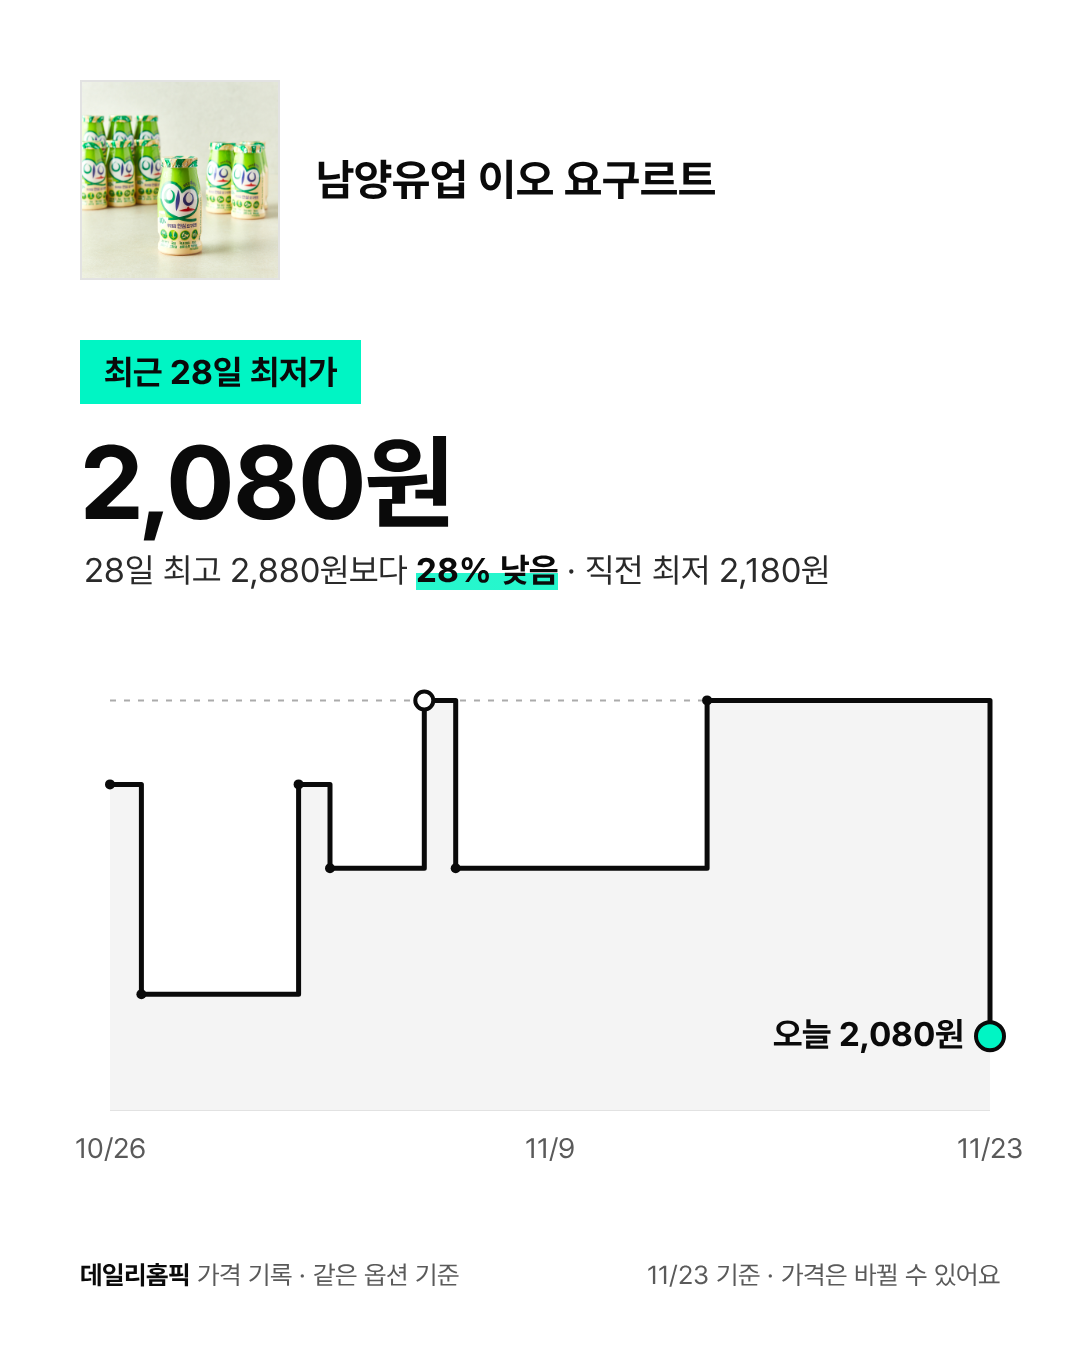 이오
남양유업 이오 요구르트
최근 28일 최저가
2,080원
28일 최고 2,880원보다 28% 낮음 · 직전 최저 2,180원
오늘 2,080원
10/26 11/9 11/23
데일리홈픽 가격 기록 · 같은 옵션 기준
11/23 기준 · 가격은 바뀔 수 있어요